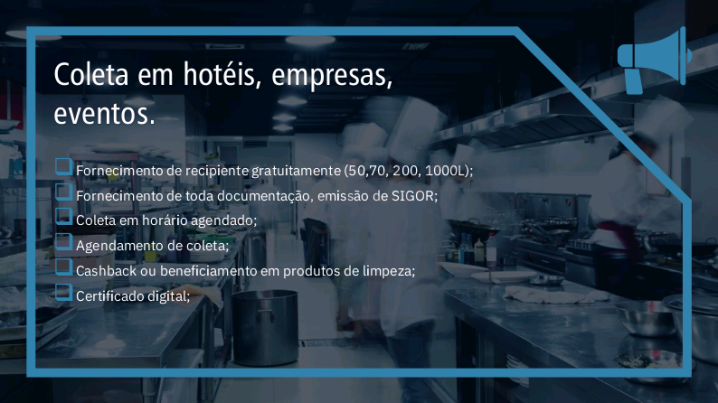 Coleta em hotéis, empresas,
eventos.
Fornecimento de recipiente gratuitamente (50,70, 200, 1000L);
Fornecimento de toda documentação, emissão de SIGOR;
Coleta em horário agendado;
Agendamento de coleta;
Cashback ou beneficiamento em produtos de limpeza;
Certificado digital;